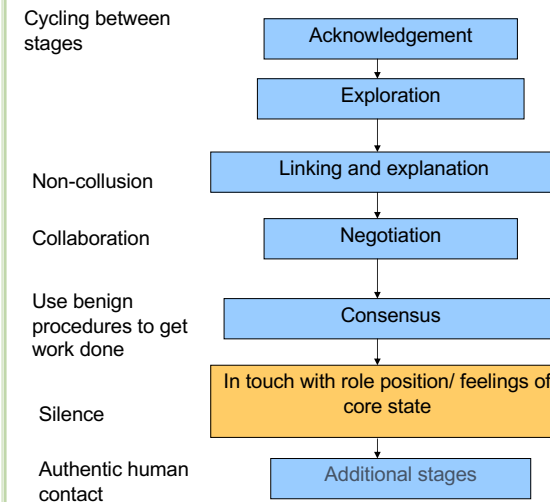 Cycling between
stages
Acknowledgement
Exploration
Linking and explanation
Non-collusion
Collaboration
Negotiation
Use benign
procedures to get
work done
Consensus
In touch with role position/ feelings of
core state
Silence
Authentic human
contact
Additional stages